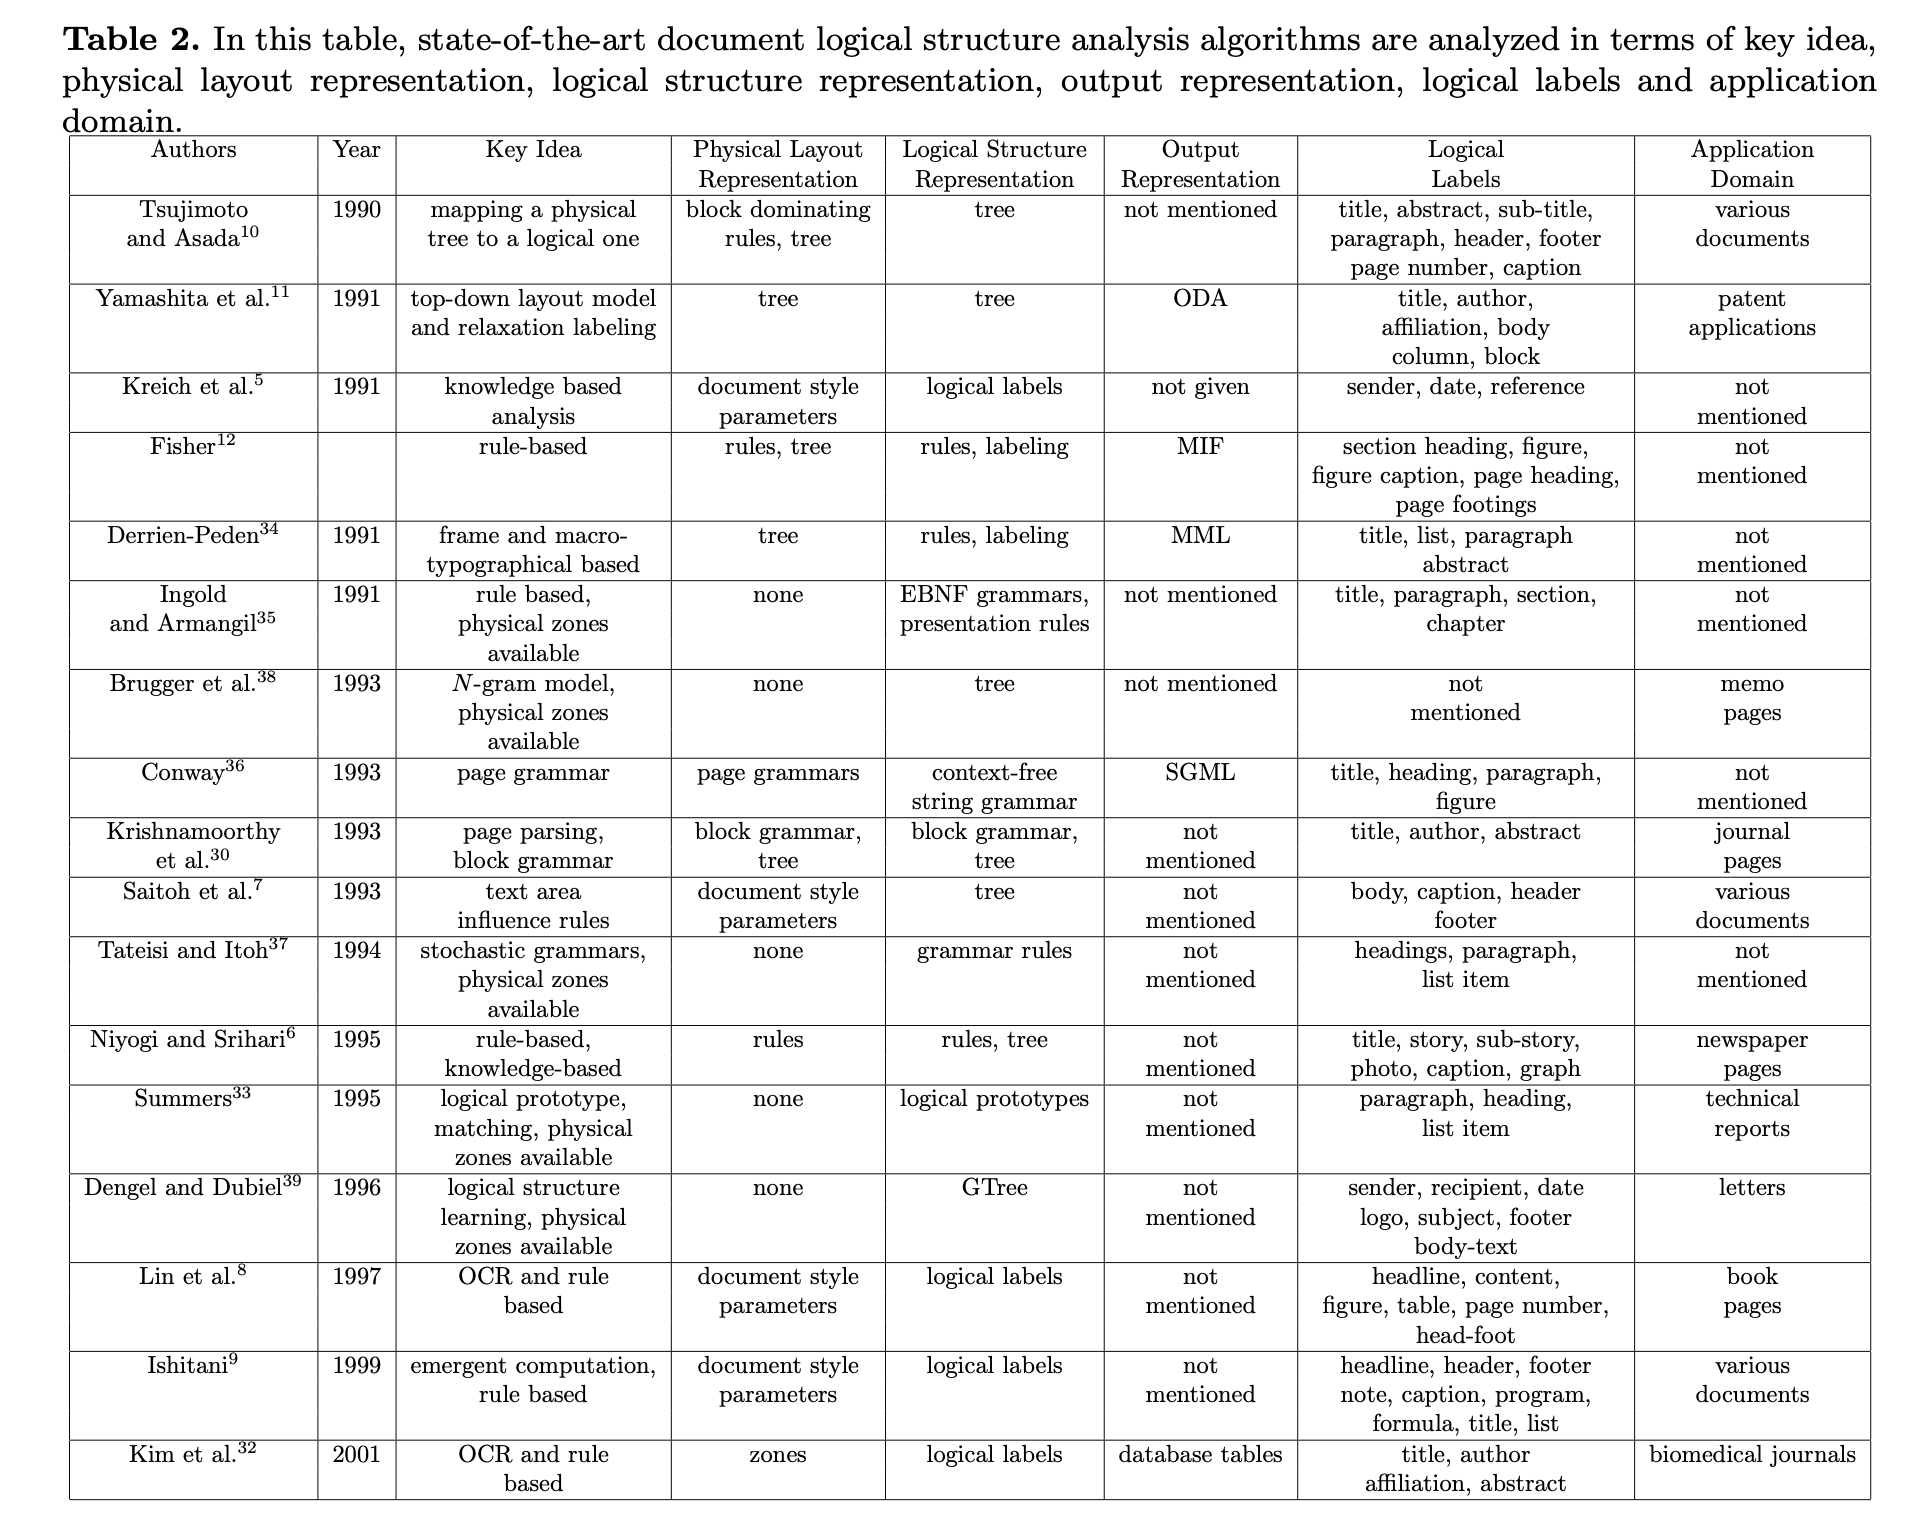 Table 2. In this table, state-of-the-art document logical structure analysis algorithms are analyzed in terms of key idea,
physical layout representation, logical structure representation, output representation, logical labels and application
domain.
Authors Year Key Idea Physical Layout Logical Structure Output Logical Application
Representation Representation Representation Labels Domain
Tsujimoto 1990 mapping a physical block dominating tree not mentioned title, abstract, sub-title, various
and Asada10 tree to a logical one rules, tree paragraph, header, footer documents
page number, caption
Yamashita et al.11 1991 top-down layout model tree tree ODA title, author, patent
and relaxation labeling affiliation, body applications
column, block
Kreich et al.5 1991 knowledge based document style logical labels not given sender, date, reference not
analysis parameters mentioned
Fisher12 rule-based rules, tree rules, labeling MIF section heading, figure, not
figure caption, page heading, mentioned
page footings
Derrien-Peden34 1991 frame and macro- tree rules, labeling MML title, list, paragraph not
typographical based abstract mentioned
Ingold 1991 rule based, none EBNF grammars, not mentioned title, paragraph, section, not
and Armangil35 physical zones presentation rules chapter mentioned
available
Brugger et al.38 1993 N-gram model, none tree not mentioned not memo
physical zones mentioned pages
available
Conway36 1993 page grammar page grammars context-free SGML title, heading, paragraph, not
string grammar figure mentioned
Krishnamoorthy 1993 page parsing, block grammar, block grammar, not title, author, abstract journal
et al.30 block grammar tree tree mentioned pages
Saitoh et al.7 1993 text area document style tree not body, caption, header various
influence rules parameters mentioned footer documents
Tateisi and Itoh37 1994 stochastic grammars, none grammar rules not headings, paragraph, not
physical zones mentioned list item mentioned
available
Niyogi and Srihari6 1995 rule-based, rules rules, tree not title, story, sub-story, newspaper
knowledge-based mentioned photo, caption, graph pages
Summers33 1995 logical prototype, none logical prototypes not paragraph, heading, technical
matching, physical mentioned list item reports
zones available
Dengel and Dubiel39 1996 logical structure none GTree not sender, recipient, date letters
learning, physical mentioned logo, subject, footer
zones available body-text
Lin et al.8 1997 OCR and rule document style logical labels not headline, content, book
based parameters mentioned figure, table, page number, pages
head-foot
Ishitani9 1999 emergent computation, document style logical labels not headline, header, footer various
rule based parameters mentioned note, caption, program, documents
formula, title, list
Kim et al.32 2001 OCR and rule zones logical labels database tables title, author biomedical journals
based affiliation, abstract